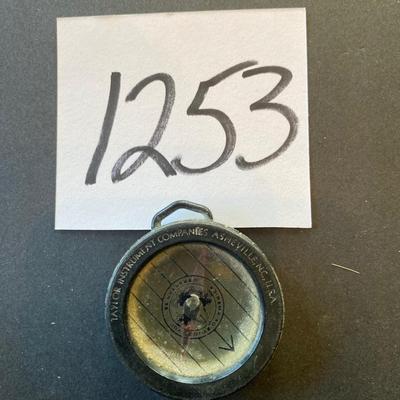 1253
TAYLOR INSTRUMENT COMPANIES ASHEVILLE, N.C. U.S.A.